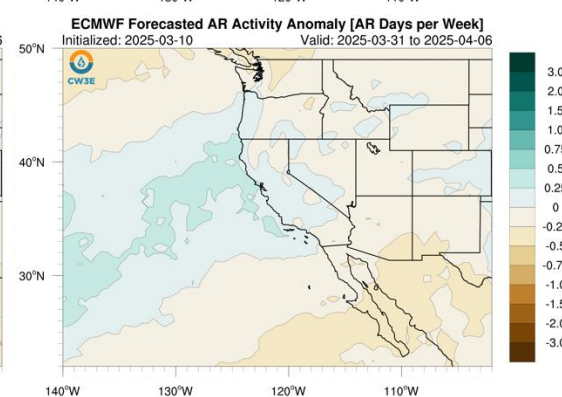 ECMWF Forecasted AR Activity Anomaly [AR Days per Week]
Initialized: 2025-03-10 Valid: 2025-03-31 to 2025-04-06
CW3E
50°N
40°N
30°N
140°W 130°W 120°W 110°W
3.0
2.0
1.5
1.0
0.75
0.5
0.25
0
-0.2
-0.5
-0.7
-1.0
-1.5
-2.0
-3.0